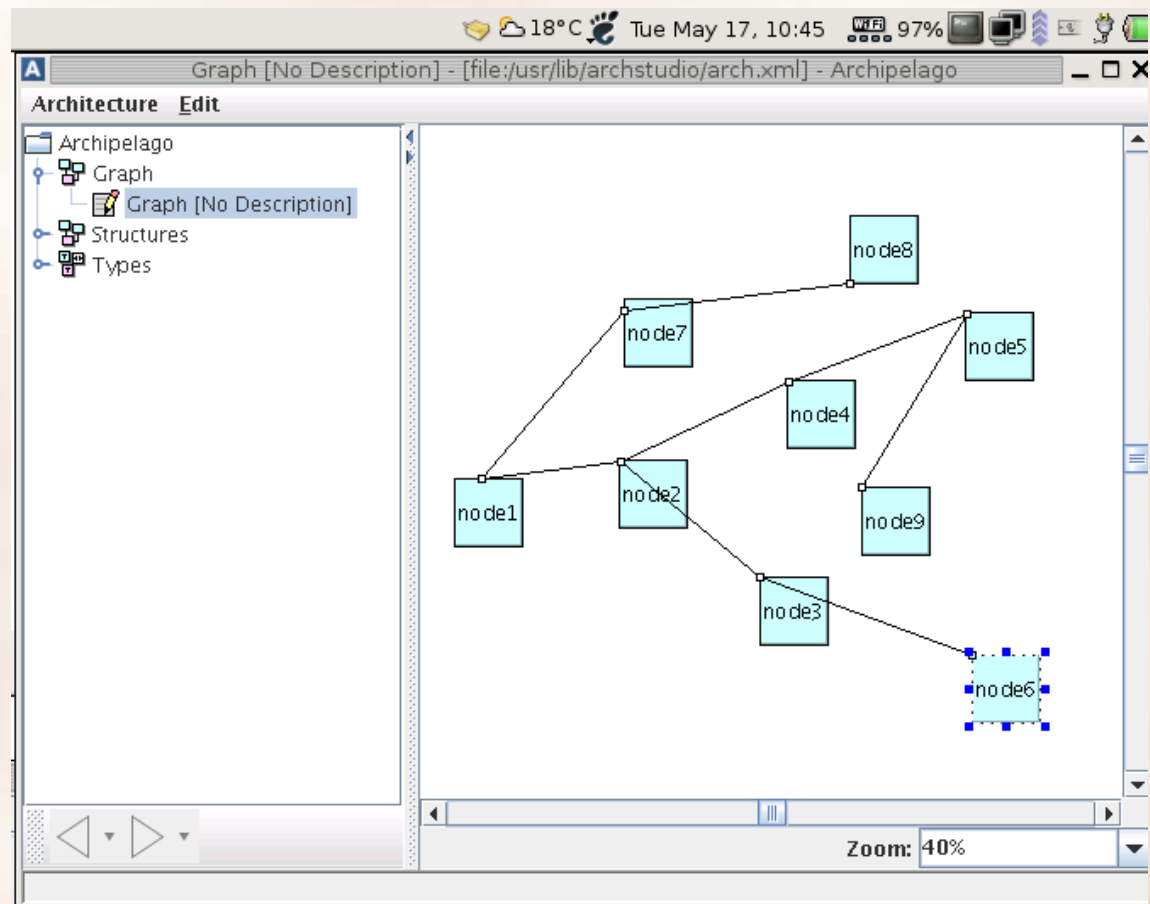 18°C Tue May 17, 10:45 WiFi 97%
A Graph [No Description] - [file:/usr/lib/archstudio/arch.xml] - Archipelago
Architecture Edit
Archipelago
Graph
Graph [No Description]
Structures
Types
node8
node7
node5
node4
node2
node1
node9
node3
node6
Zoom: 40%